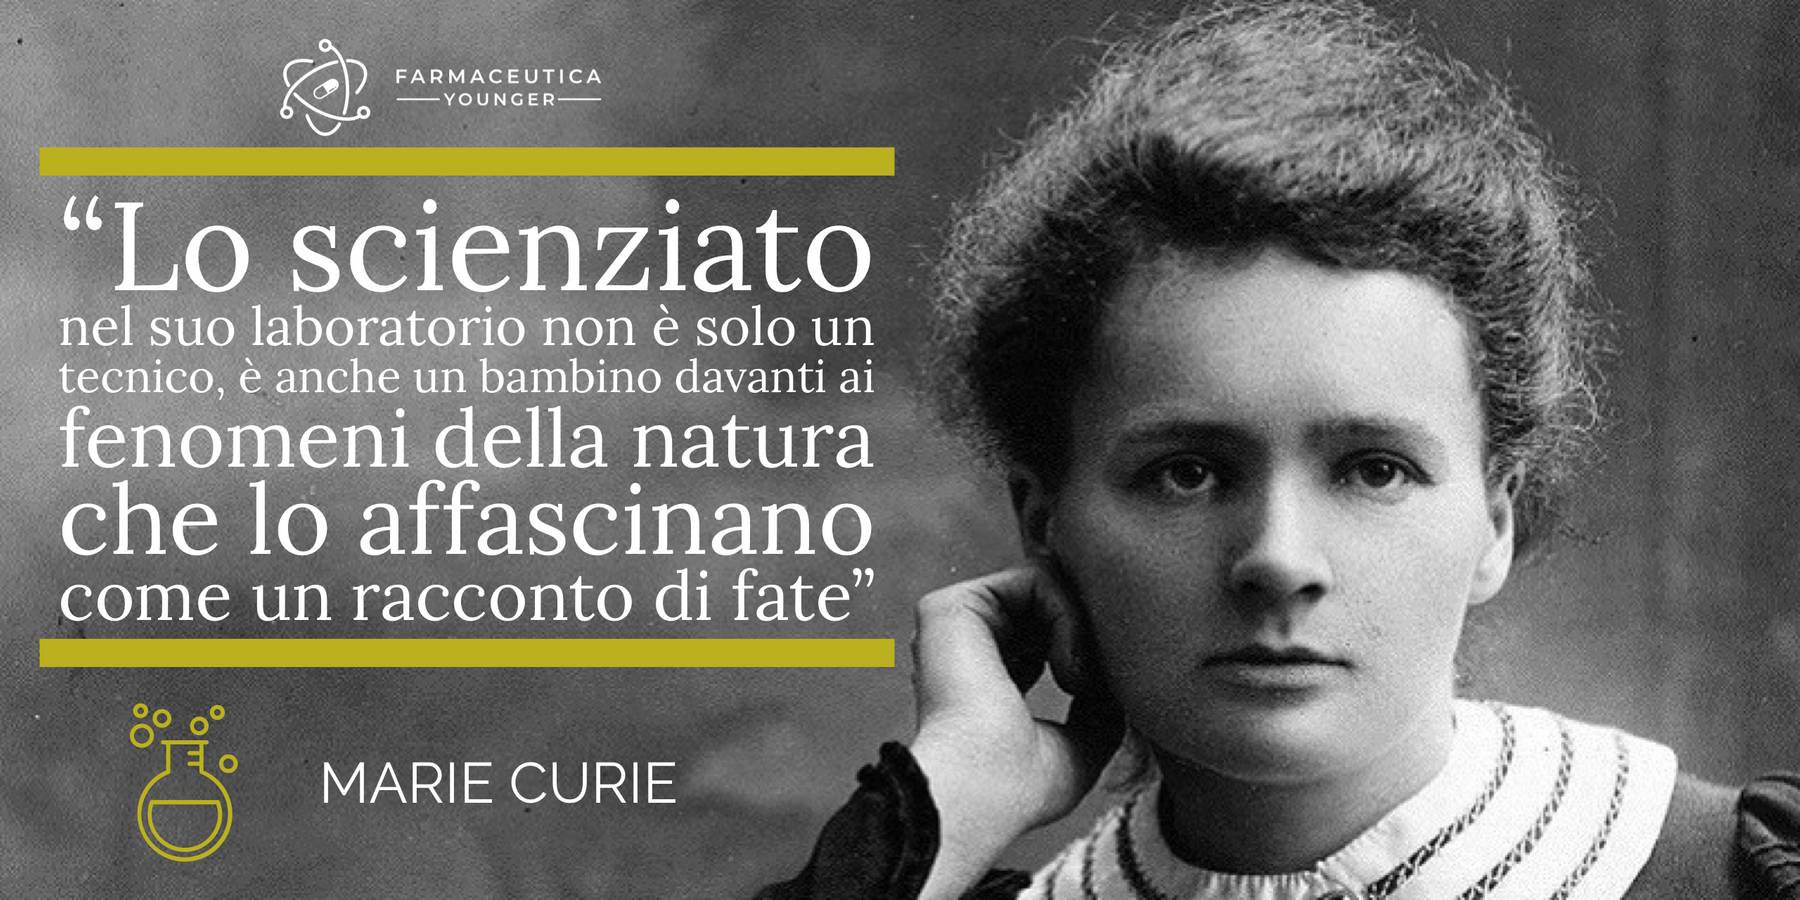 FARMACEUTICA
YOUNGER
“Lo scienziato
nel suo laboratorio non è solo un
tecnico, è anche un bambino davanti ai
fenomeni della natura
che lo affascinano
come un racconto di fate”
MARIE CURIE